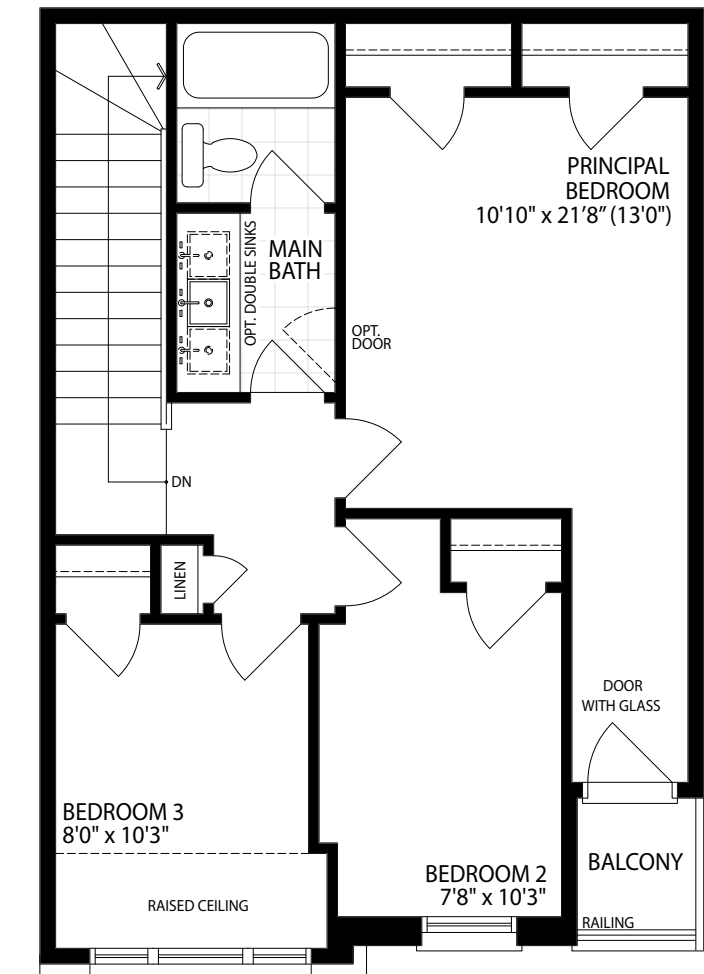 PRINCIPAL
BEDROOM
10'10" x 21'8" (13'0")
OPT. DOUBLE SINKS
MAIN
BATH
OPT.
DOOR
DN
LINEN
DOOR
WITH GLASS
BEDROOM 3
8'0" x 10'3"
RAISED CEILING
BEDROOM 2
7'8" x 10'3"
BALCONY
RAILING